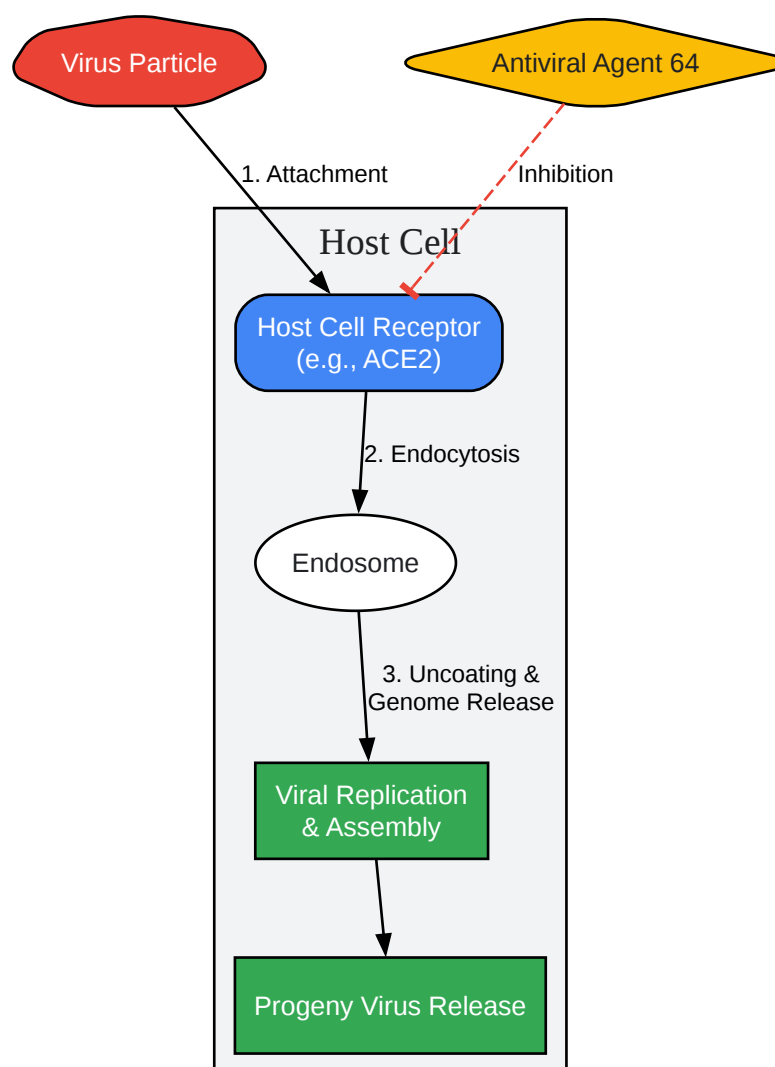 Virus Particle
Antiviral Agent 64
1. Attachment
Inhibition
Host Cell
Host Cell Receptor
(e.g., ACE2)
2. Endocytosis
Endosome
3. Uncoating &
Genome Release
Viral Replication
& Assembly
Progeny Virus Release